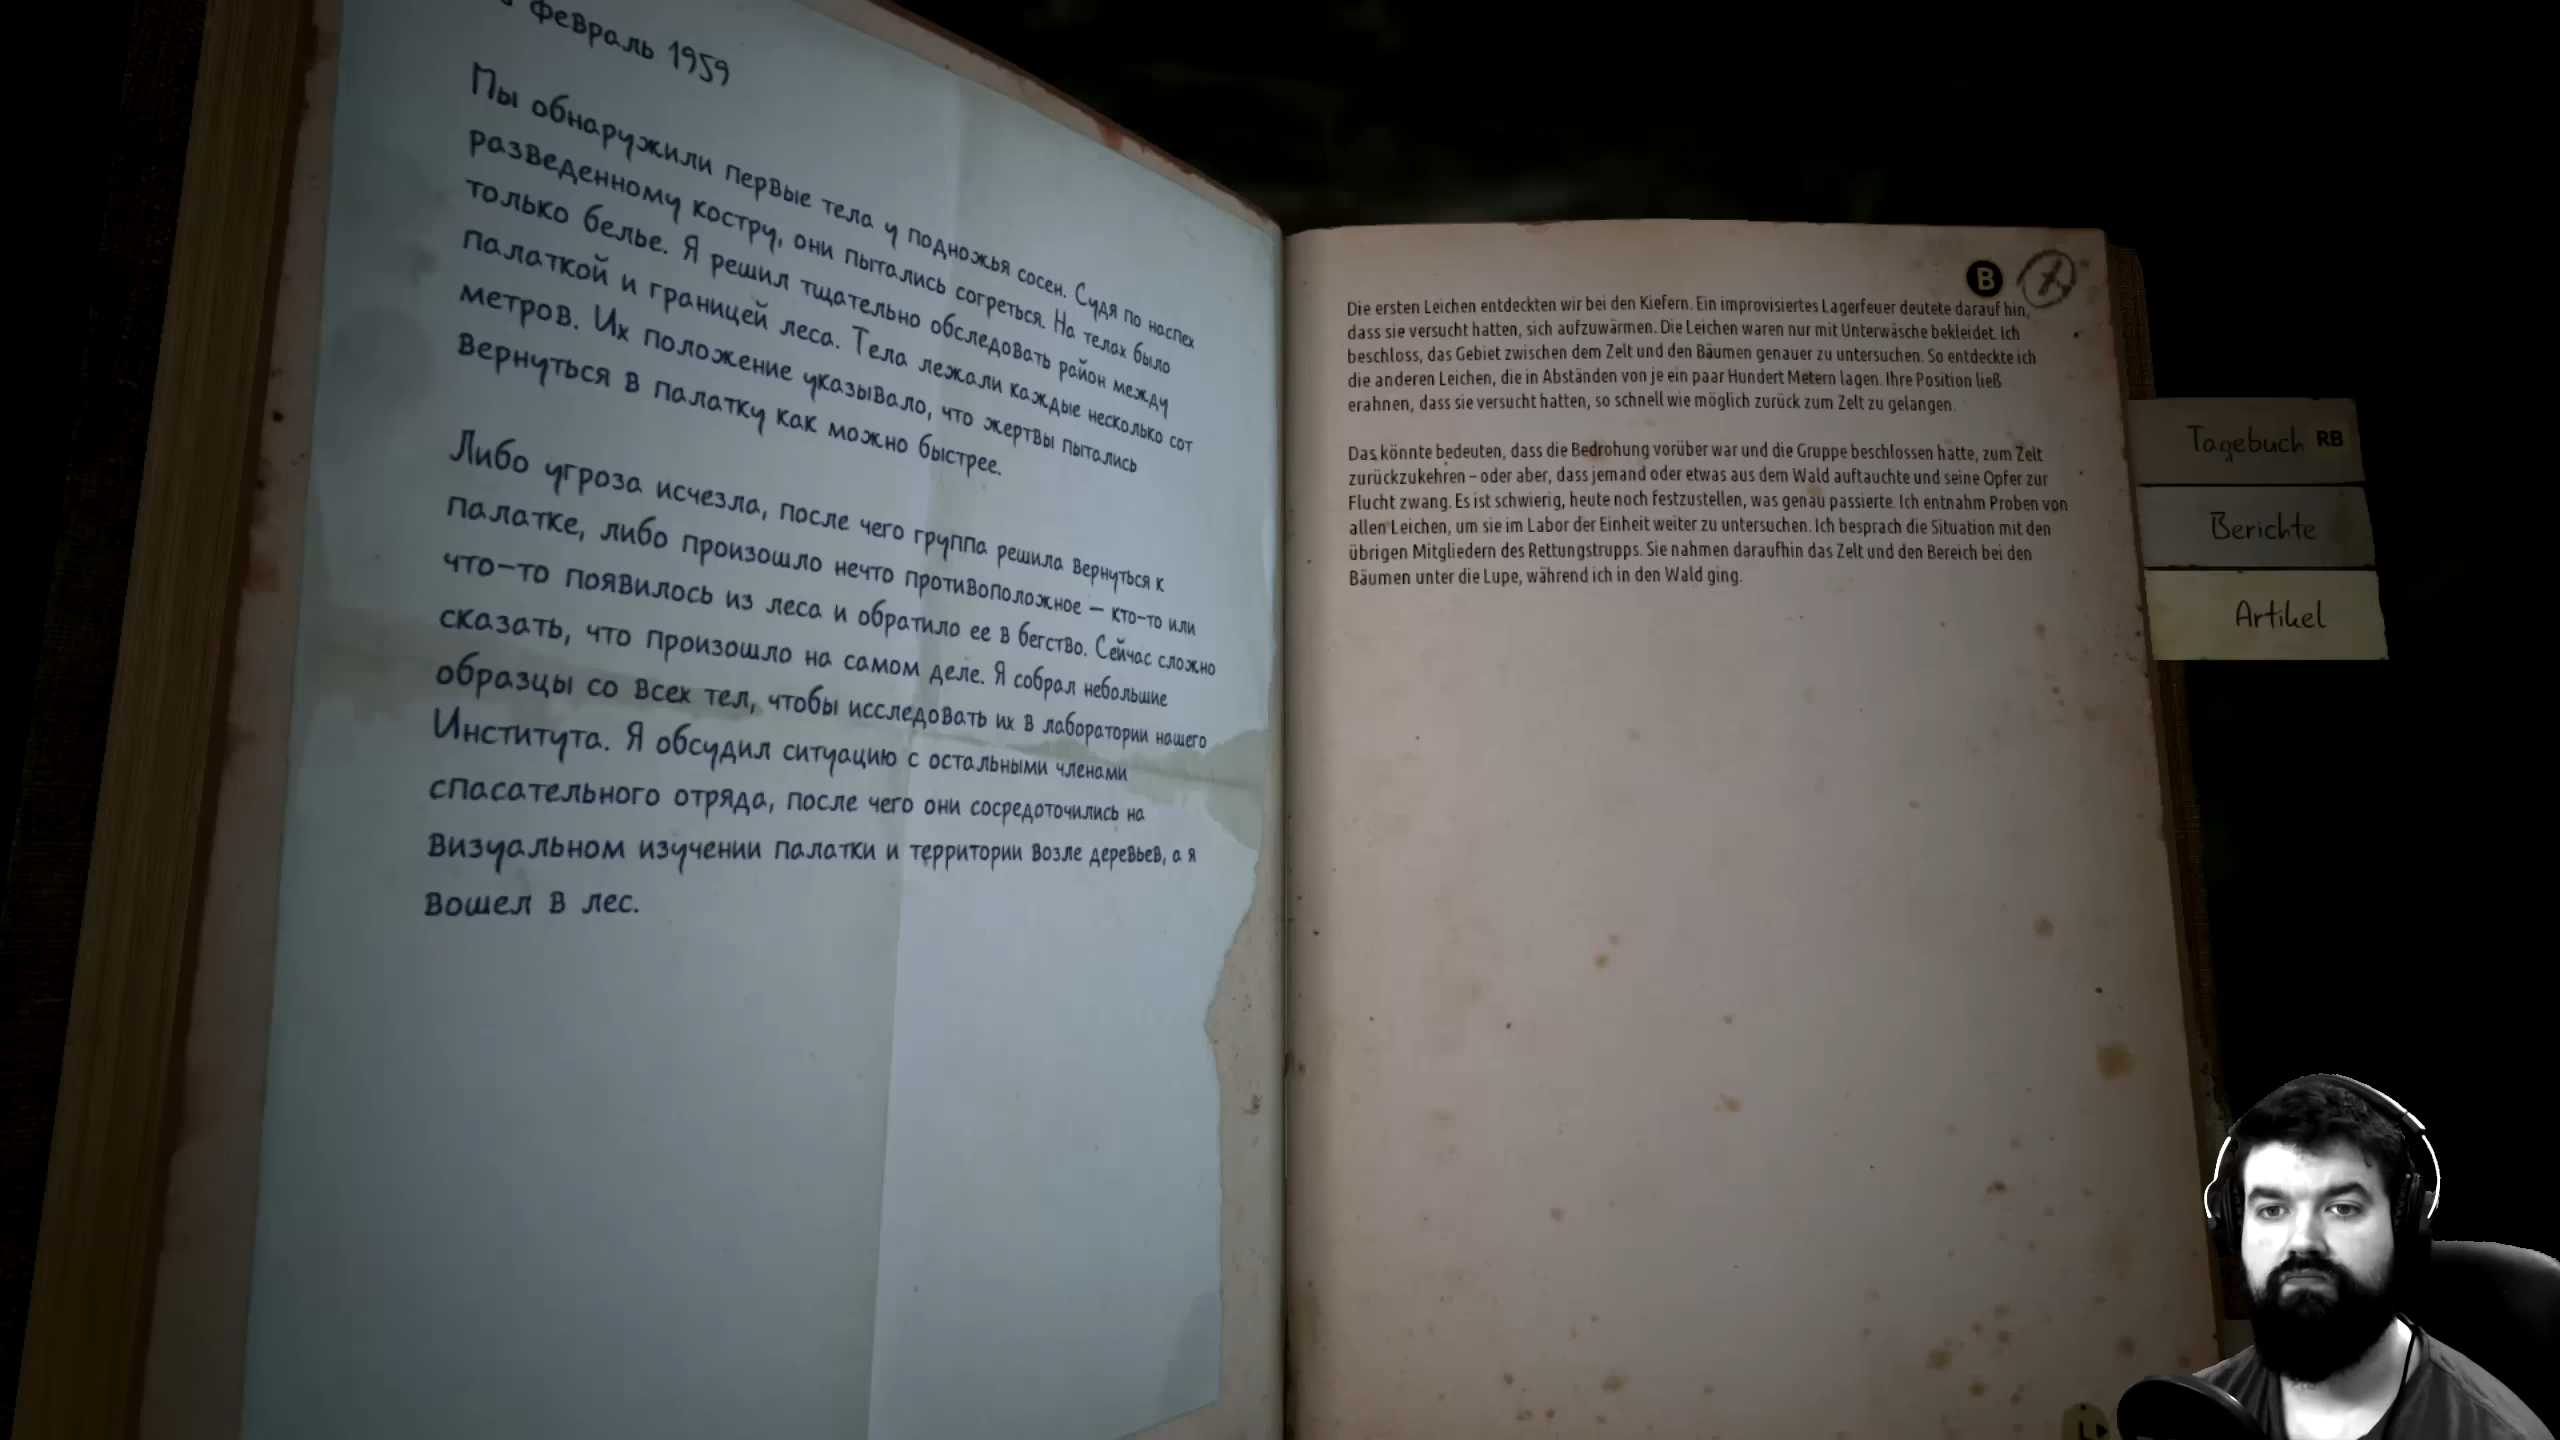 Февраль 1959
Пы обнаружили первые тела у подножья сосен. Судя по наспех
разведенному костру, они пытались согреться. На телах было
только белье. Я решил тщательно обследовать район между
палаткой и границей леса. Тела лежали каждые несколько сот
метров. Их положение указывало, что жертвы пытались
вернуться в палатку как можно быстрее.
Либо угроза исчезла, после чего группа решила вернуться к
палатке, либо произошло нечто противоположное – кто-то или
что-то появилось из леса и обратило ее в бегство. Сейчас сложно
сказать, что произошло на самом деле. Я собрал небольшие
образцы со всех тел, чтобы исследовать их в лаборатории нашего
Института. Я обсудил ситуацию с остальными членами
спасательного отряда, после чего они сосредоточились на
визуальном изучении палатки и территории возле деревьев, а я
вошел в лес.
B
Die ersten Leichen entdeckten wir bei den Kiefern. Ein improvisiertes Lagerfeuer deutete darauf hin,
dass sie versucht hatten, sich aufzuwärmen. Die Leichen waren nur mit Unterwäsche bekleidet. Ich
beschloss, das Gebiet zwischen dem Zelt und den Bäumen genauer zu untersuchen. So entdeckte ich
die anderen Leichen, die in Abständen von je ein paar Hundert Metern lagen. Ihre Position ließ
erahnen, dass sie versucht hatten, so schnell wie möglich zurück zum Zelt zu gelangen.
Das könnte bedeuten, dass die Bedrohung vorüber war und die Gruppe beschlossen hatte, zum Zelt
zurückzukehren – oder aber, dass jemand oder etwas aus dem Wald auftauchte und seine Opfer zur
Flucht zwang. Es ist schwierig, heute noch festzustellen, was genau passierte. Ich entnahm Proben von
allen Leichen, um sie im Labor der Einheit weiter zu untersuchen. Ich besprach die Situation mit den
übrigen Mitgliedern des Rettungstrupps. Sie nahmen daraufhin das Zelt und den Bereich bei den
Bäumen unter die Lupe, während ich in den Wald ging.
Tagebuch RB
Berichte
Artikel
L